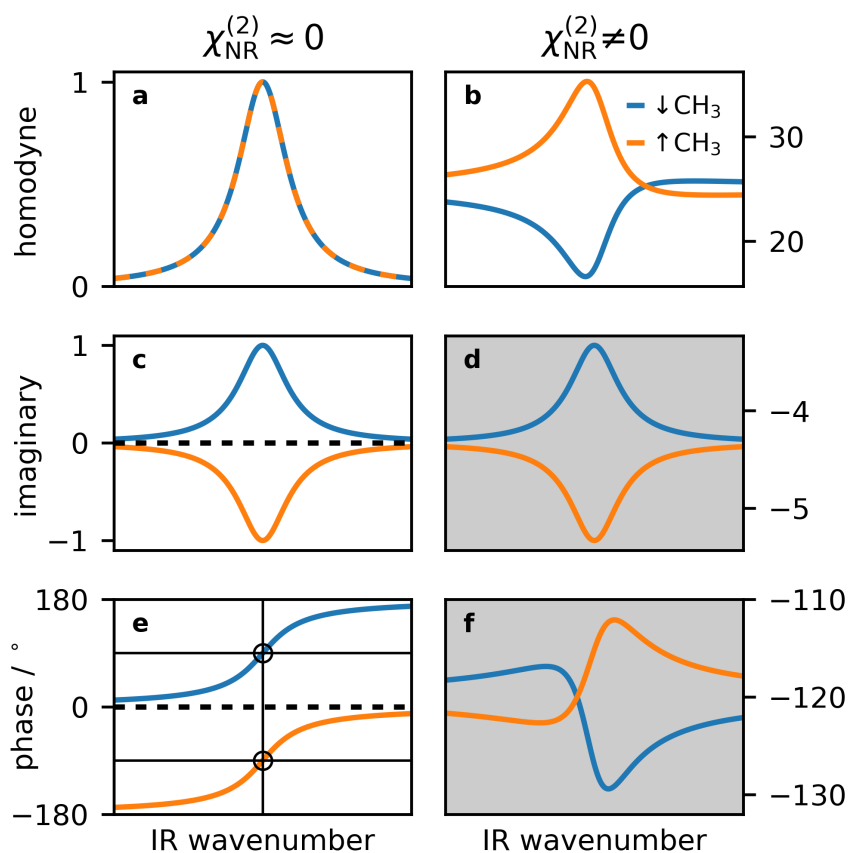 χ(2)NR ≈ 0
χ(2)NR ≠ 0
homodyne
1
0
a
b
↓CH3
↑CH3
30
20
imaginary
1
0
−1
c
d
−4
−5
phase / °
180
0
−180
e
f
−110
−120
−130
IR wavenumber
IR wavenumber